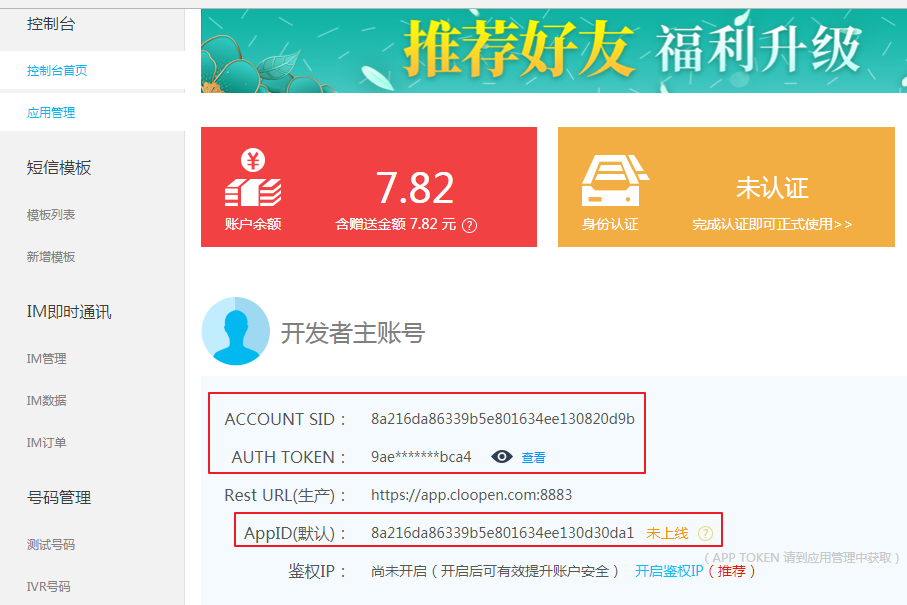 控制台
控制台首页
应用管理
短信模板
模板列表
新增模板
IM即时通讯
IM管理
IM数据
IM订单
号码管理
测试号码
IVR号码
推荐好友 福利升级
¥
7.82
账户余额
含赠送金额 7.82 元 ?
未认证
身份认证
完成认证即可正式使用>>
开发者主账号
ACCOUNT SID： 8a216da86339b5e801634ee130820d9b
AUTH TOKEN： 9ae*******bca4 查看
Rest URL(生产)： https://app.cloopen.com:8883
AppID(默认)： 8a216da86339b5e801634ee130d30da1 未上线 ?
( APP TOKEN 请到应用管理中获取 )
鉴权IP： 尚未开启 ( 开启后可有效提升账户安全 ) 开启鉴权IP ( 推荐 )